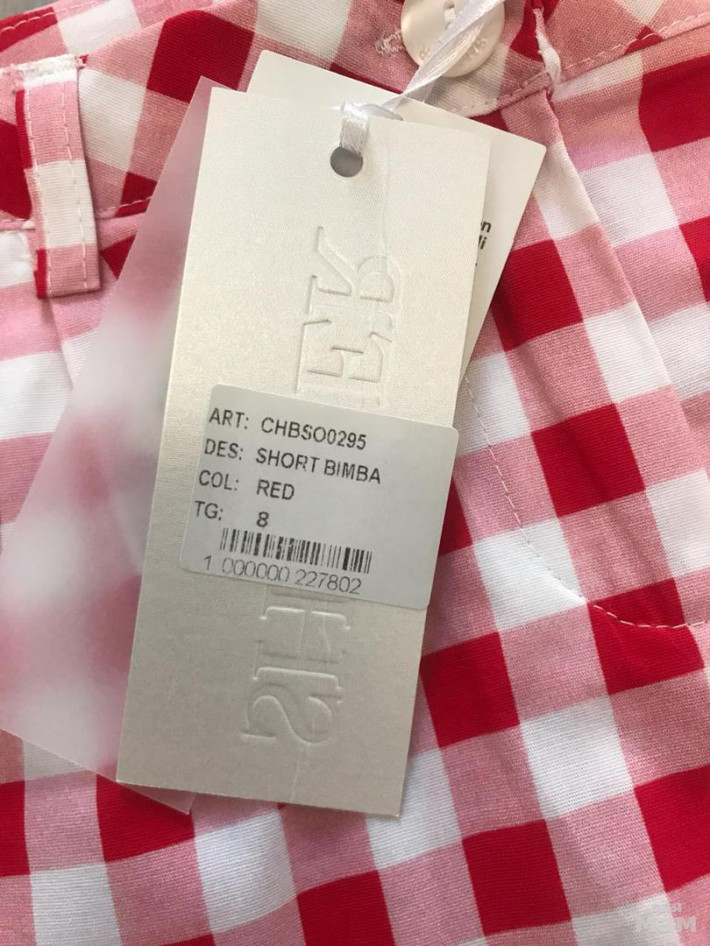 ART: CHBSO0295
DES: SHORT BIMBA
COL: RED
TG: 8
1 000000 227802